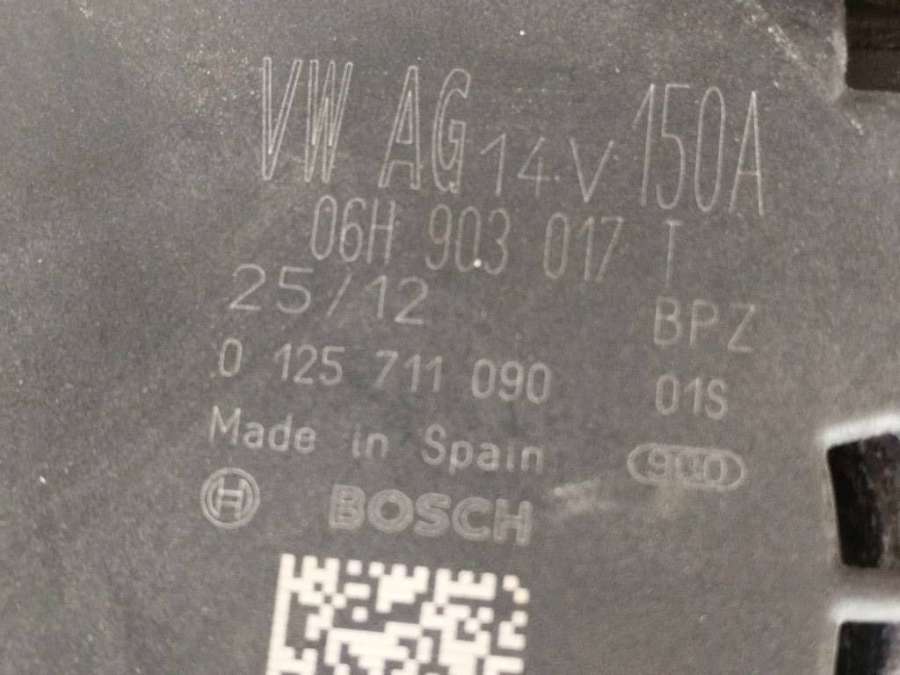 VW AG 14V 150A
06H 903 017 T
25/12 BPZ
0 125 711 090 01S
Made in Spain 900
BOSCH